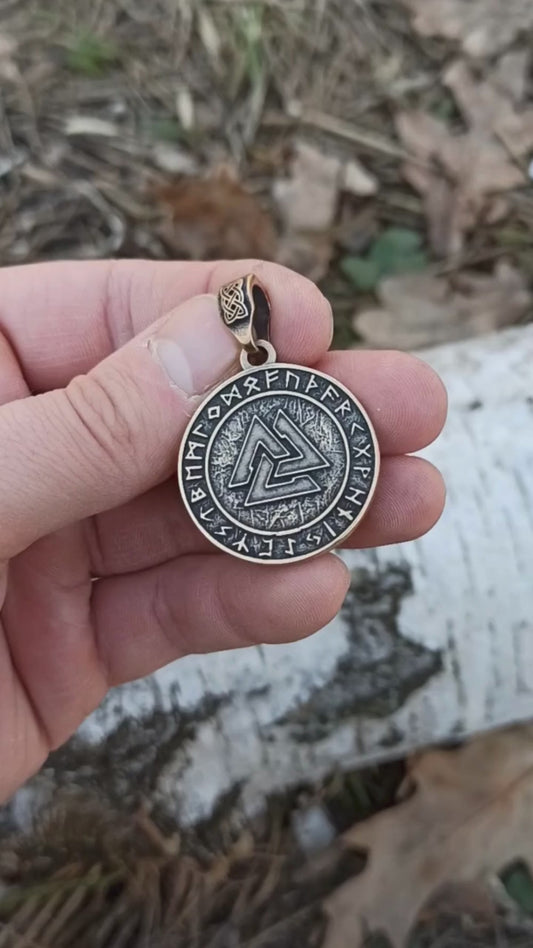 ᚠᚢᚦᚨᚱᚲᚷᚹᚺᚾᛁᛃᛇᛈᛉᛊᛏᛒᛖᛗᛚᛜᛞᛟ